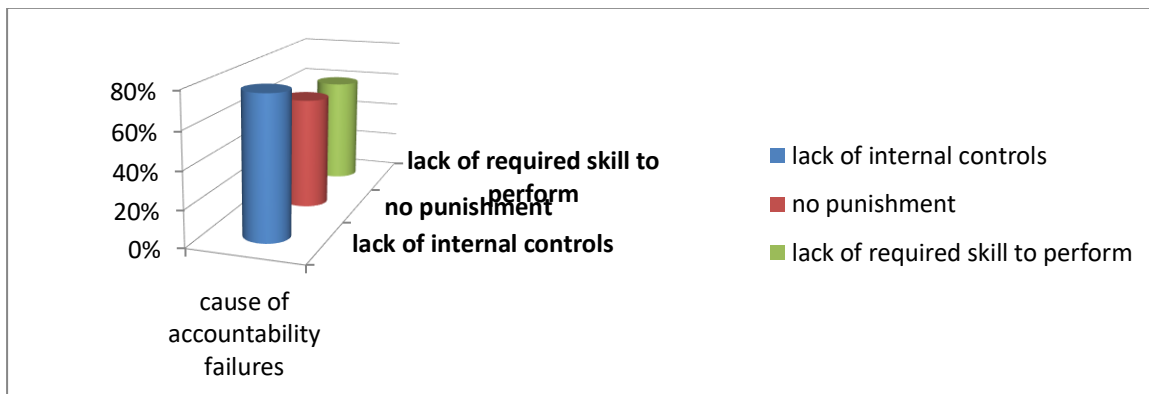 80%
60%
40%
20%
0%
lack of required skill to
perform
no punishment
lack of internal controls
cause of
accountability
failures
lack of internal controls
no punishment
lack of required skill to perform